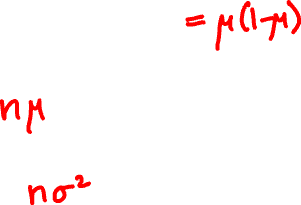 = μ(1-μ)
nμ
nσ²